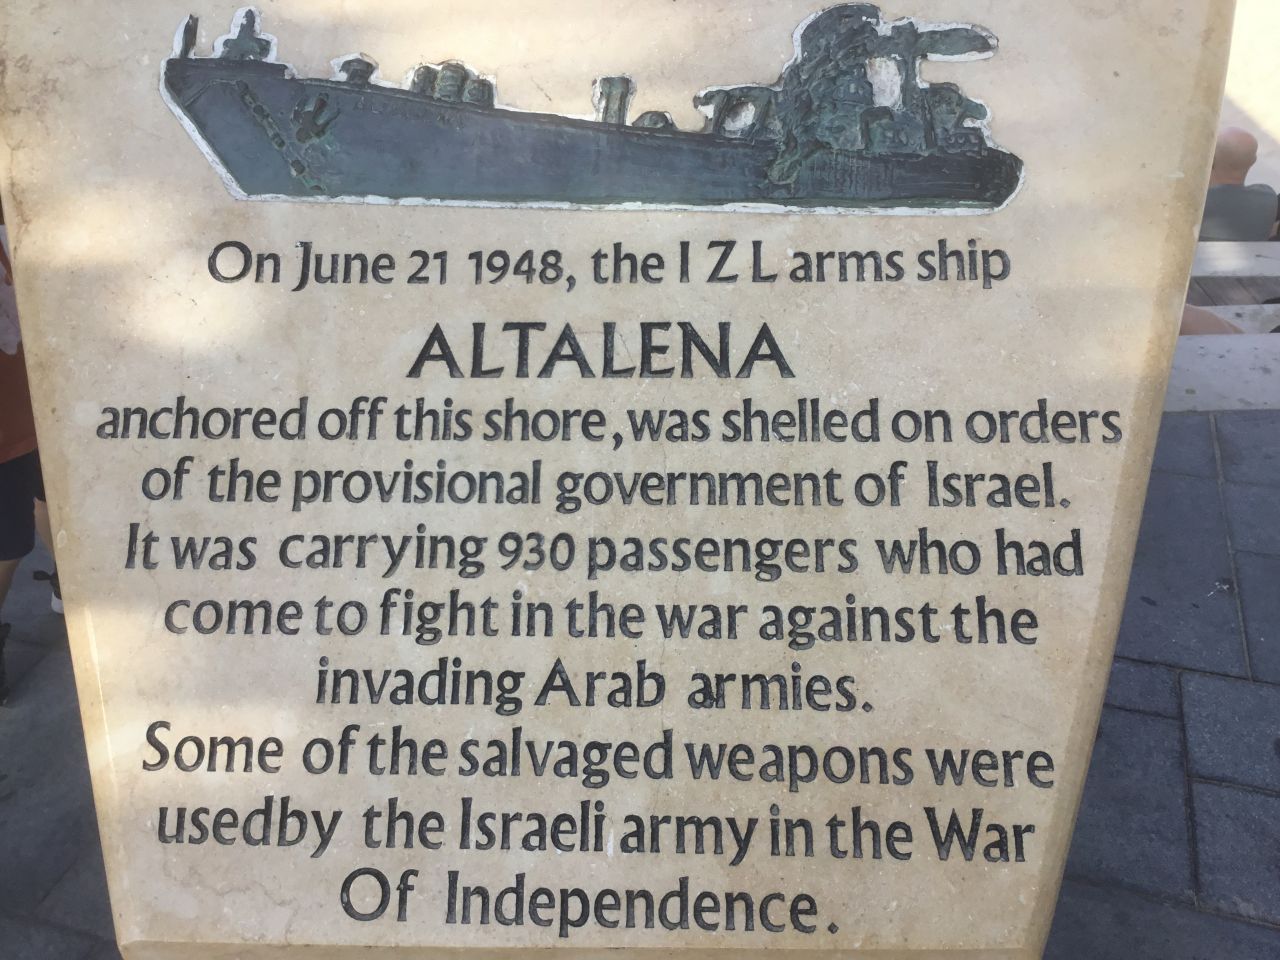 On June 21 1948, the I Z L arms ship
ALTALENA
anchored off this shore, was shelled on orders
of the provisional government of Israel.
It was carrying 930 passengers who had
come to fight in the war against the
invading Arab armies.
Some of the salvaged weapons were
usedby the Israeli army in the War
Of Independence.